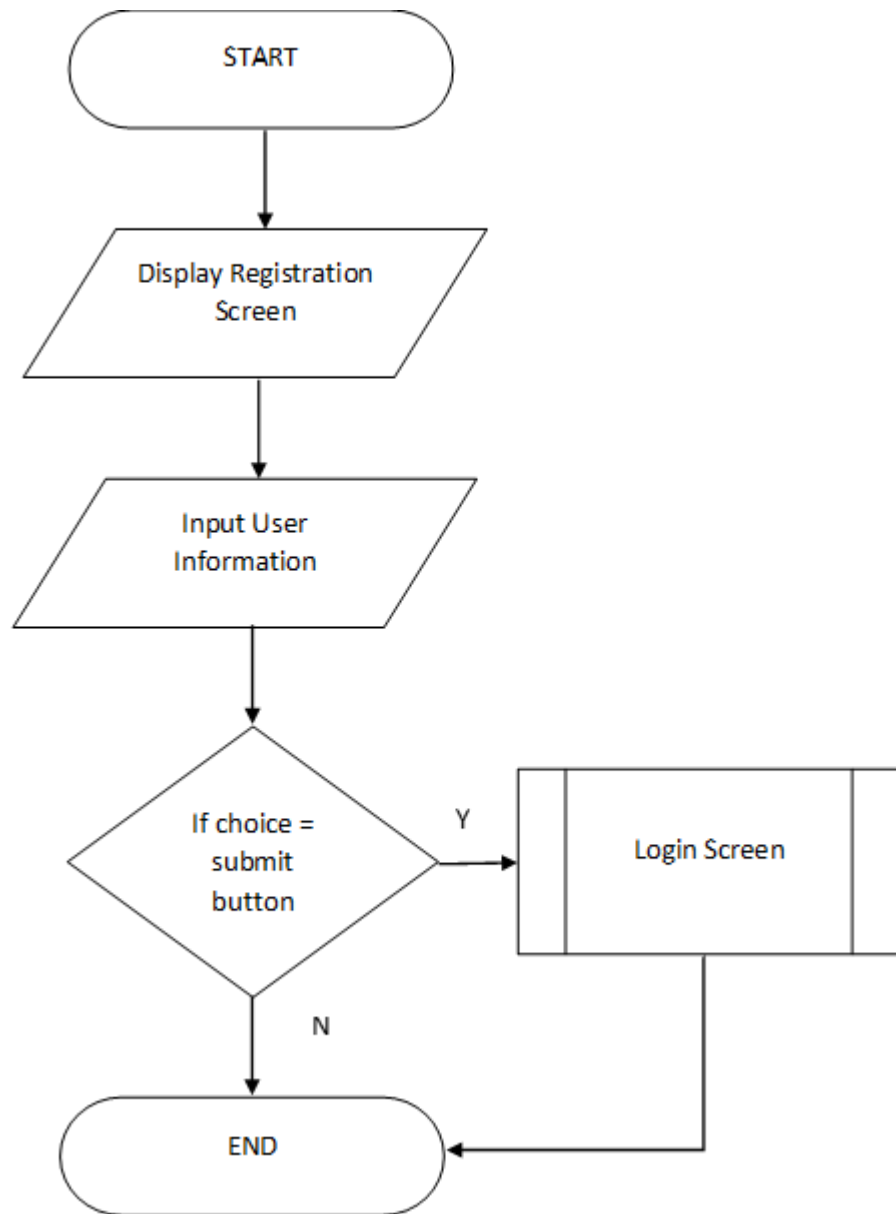 START
Display Registration
Screen
Input User
Information
If choice =
submit
button
Y
Login Screen
N
END